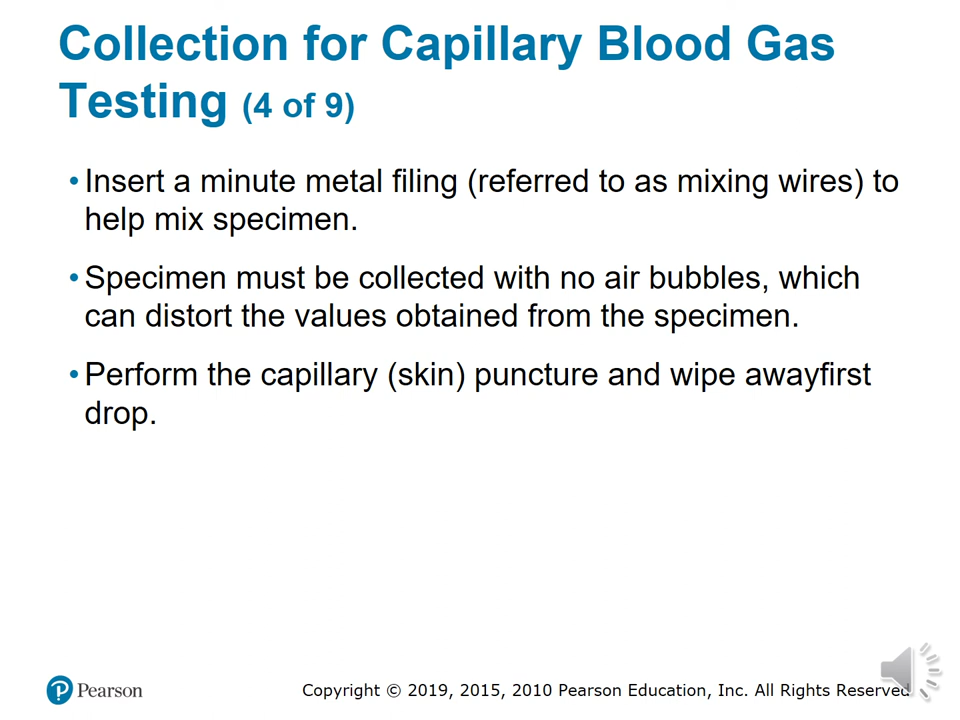 Collection for Capillary Blood Gas
Testing (4 of 9)
•Insert a minute metal filing (referred to as mixing wires) to
help mix specimen.
•Specimen must be collected with no air bubbles, which
can distort the values obtained from the specimen.
•Perform the capillary (skin) puncture and wipe awayfirst
drop.
Pearson
Copyright © 2019, 2015, 2010 Pearson Education, Inc. All Rights Reserved